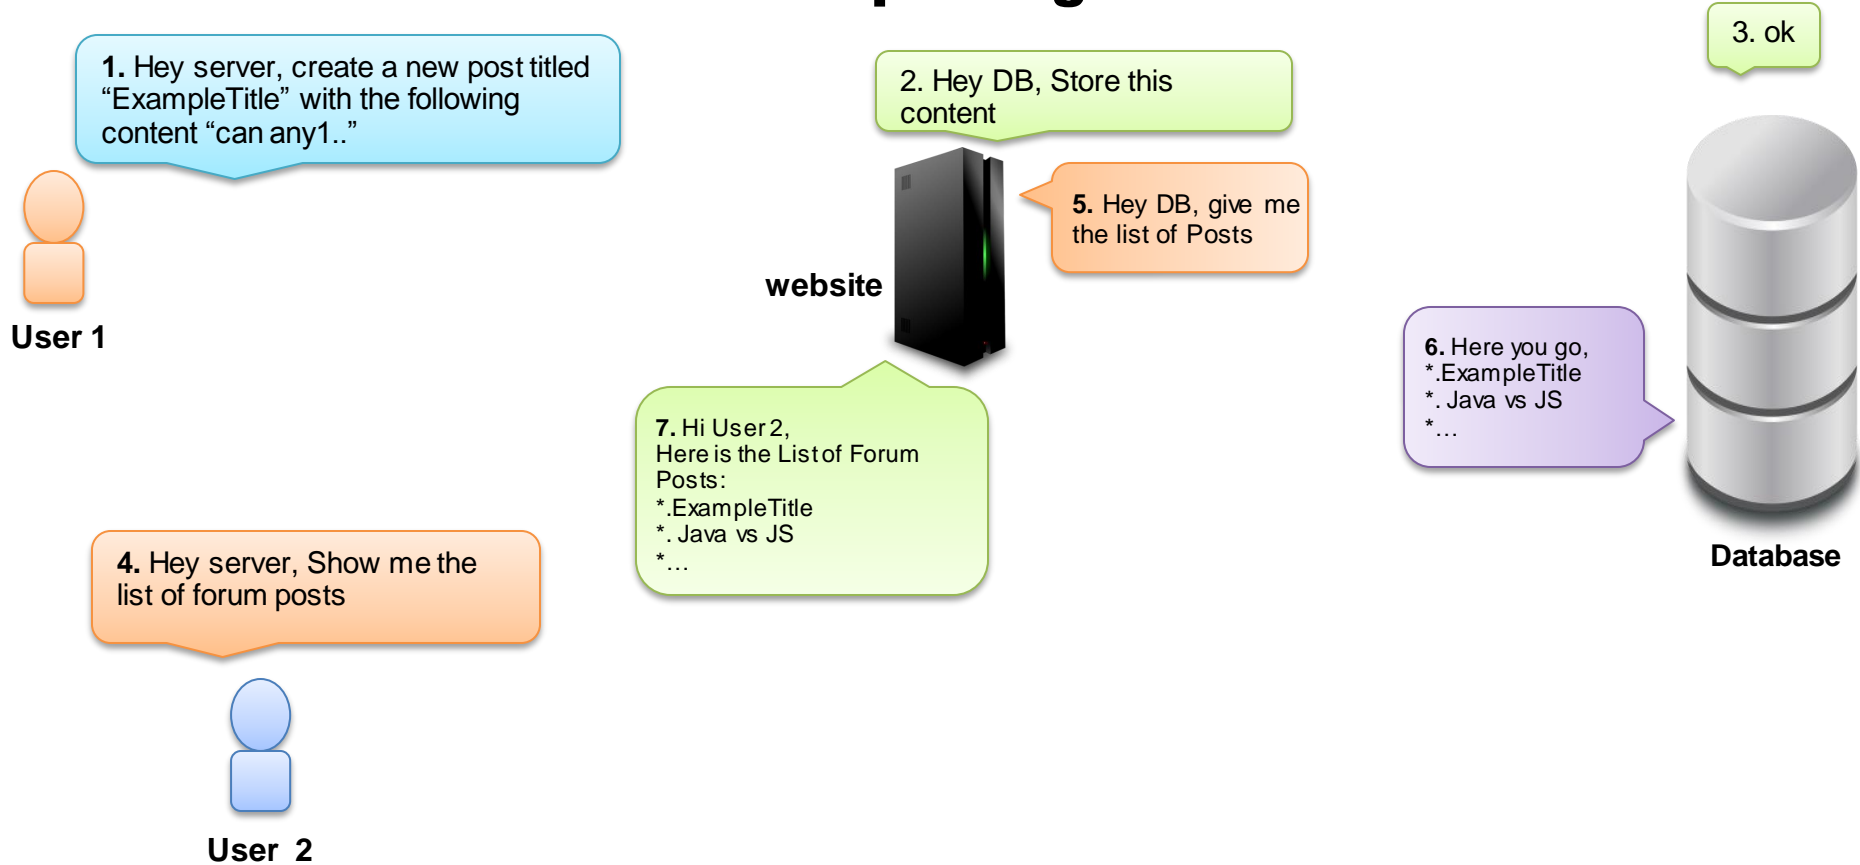 1. Hey server, create a new post titled
“ExampleTitle” with the following
content “can any1..”
2. Hey DB, Store this
content
3. ok
5. Hey DB, give me
the list of Posts
website
User 1
6. Here you go,
*.ExampleTitle
*. Java vs JS
*…
7. Hi User 2,
Here is the List of Forum
Posts:
*.ExampleTitle
*. Java vs JS
*…
4. Hey server, Show me the
list of forum posts
Database
User 2